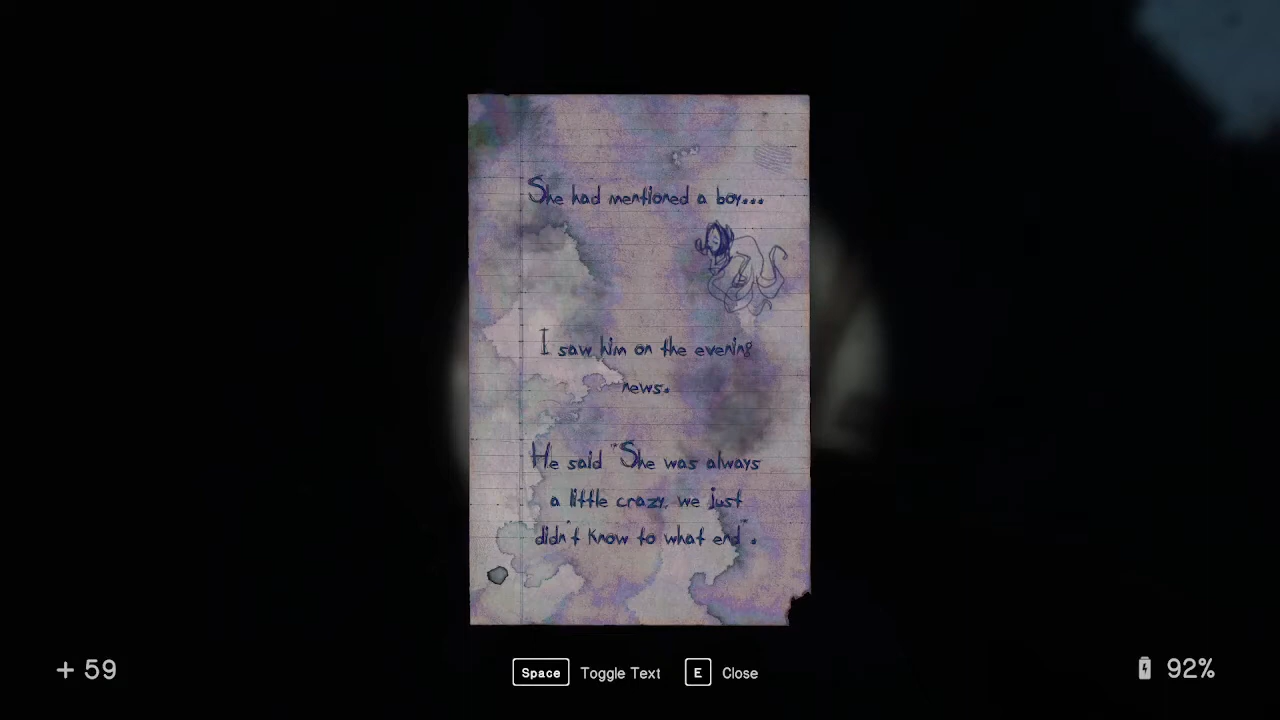 She had mentioned a boy...
I saw him on the evening
news.
He said "She was always
a little crazy, we just
didn't know to what end".
+ 59
Space Toggle Text E Close
92%